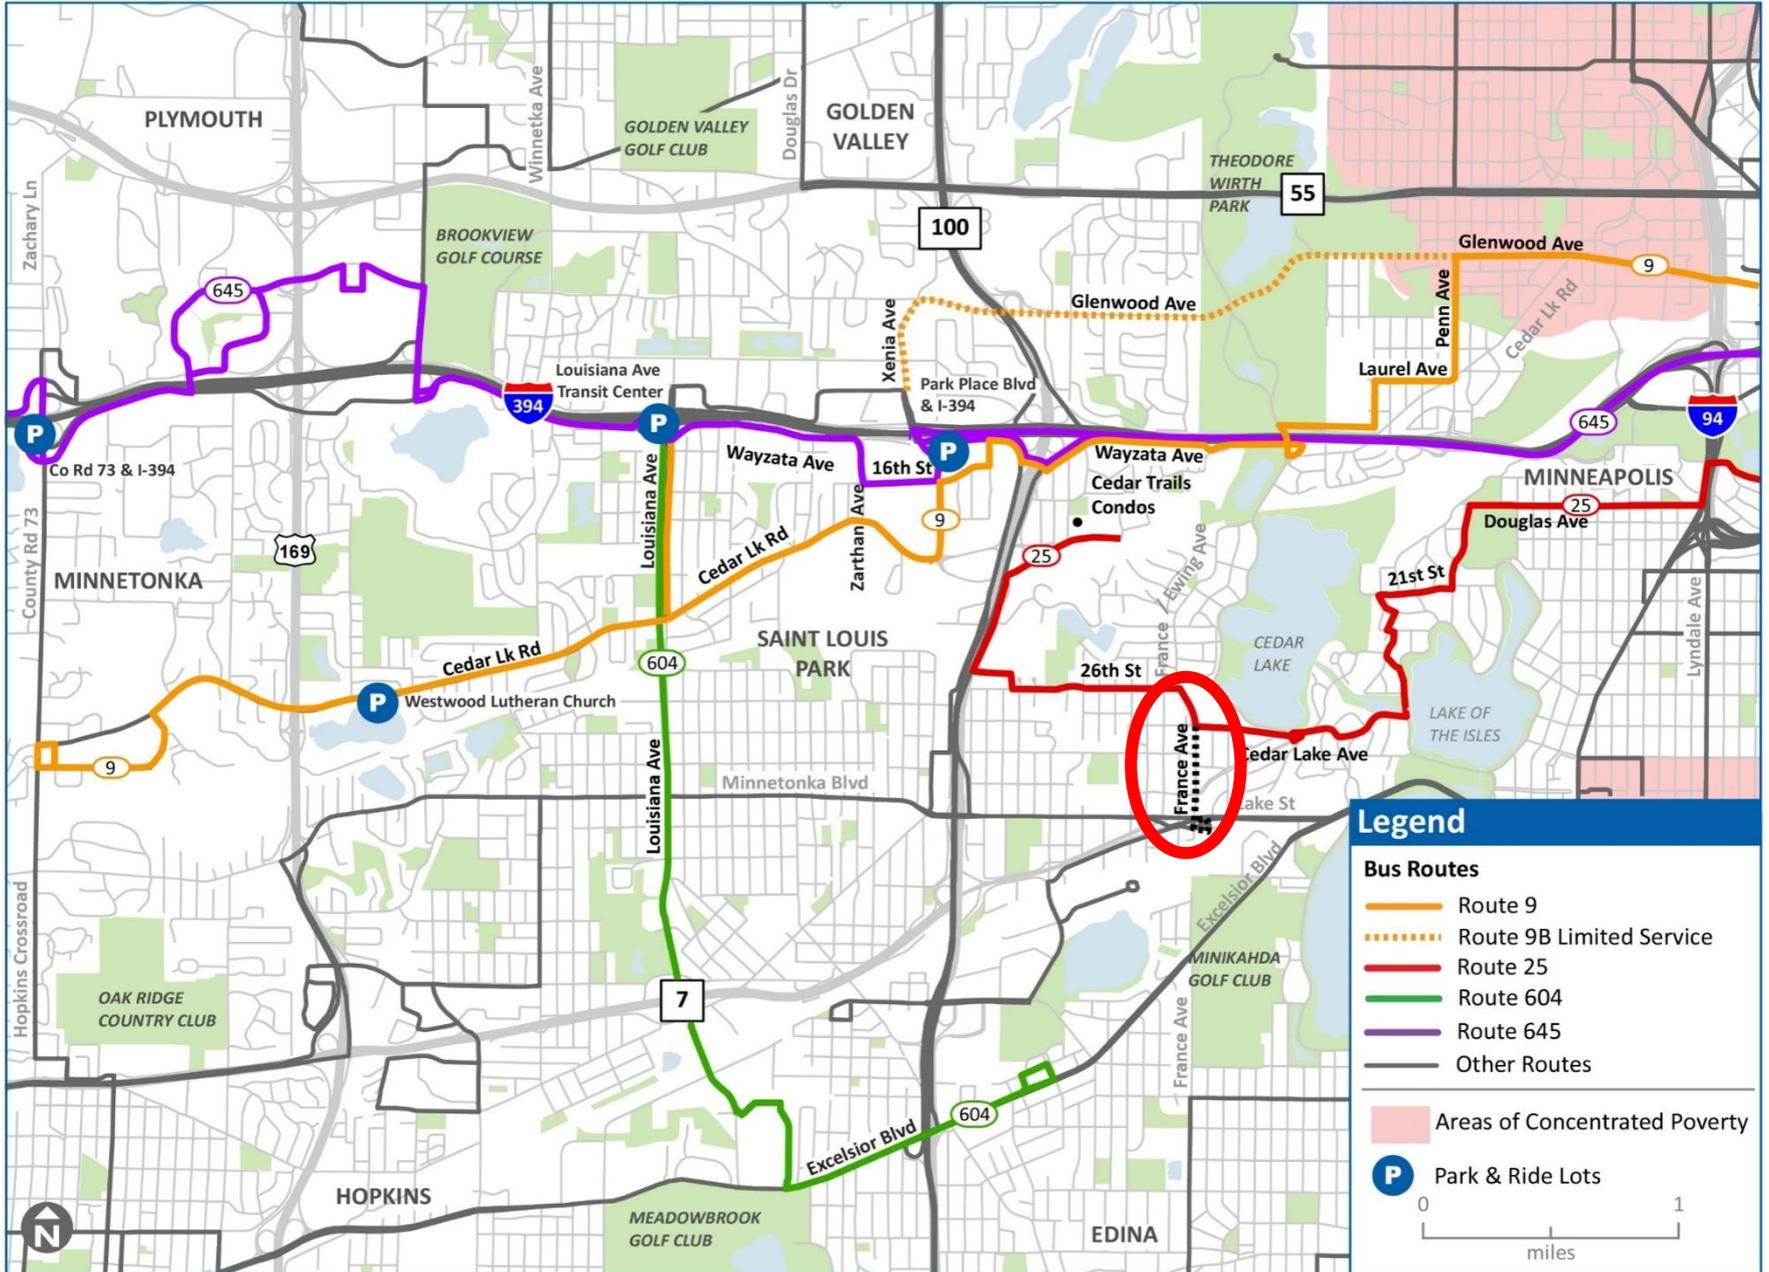 PLYMOUTH
Zachary Ln
Winnetka Ave
GOLDEN VALLEY
GOLF CLUB
Douglas Dr
GOLDEN
VALLEY
THEODORE
WIRTH
PARK
55
100
BROOKVIEW
GOLF COURSE
645
Glenwood Ave
9
Glenwood Ave
Xenia Ave
Penn Ave
Cedar Lk Rd
Laurel Ave
Louisiana Ave
Transit Center
394
P
Park Place Blvd
& I-394
P
645
94
P
Co Rd 73 & I-394
Wayzata Ave
16th St
Wayzata Ave
Cedar Trails
Condos
MINNEAPOLIS
25
Douglas Ave
Louisiana Ave
Zarthan Ave
9
Cedar Lk Rd
25
France / Ewing Ave
21st St
County Rd 73
169
MINNETONKA
Lyndale Ave
SAINT LOUIS
PARK
CEDAR
LAKE
604
Cedar Lk Rd
26th St
P
Westwood Lutheran Church
LAKE OF
THE ISLES
9
Louisiana Ave
Minnetonka Blvd
France Ave
Cedar Lake Ave
Lake St
Excelsior Blvd
Hopkins Crossroad
MINIKAHDA
GOLF CLUB
OAK RIDGE
COUNTRY CLUB
7
France Ave
604
Excelsior Blvd
HOPKINS
MEADOWBROOK
GOLF CLUB
EDINA
N
Legend
Bus Routes
Route 9
Route 9B Limited Service
Route 25
Route 604
Route 645
Other Routes
Areas of Concentrated Poverty
P Park & Ride Lots
0 1
miles